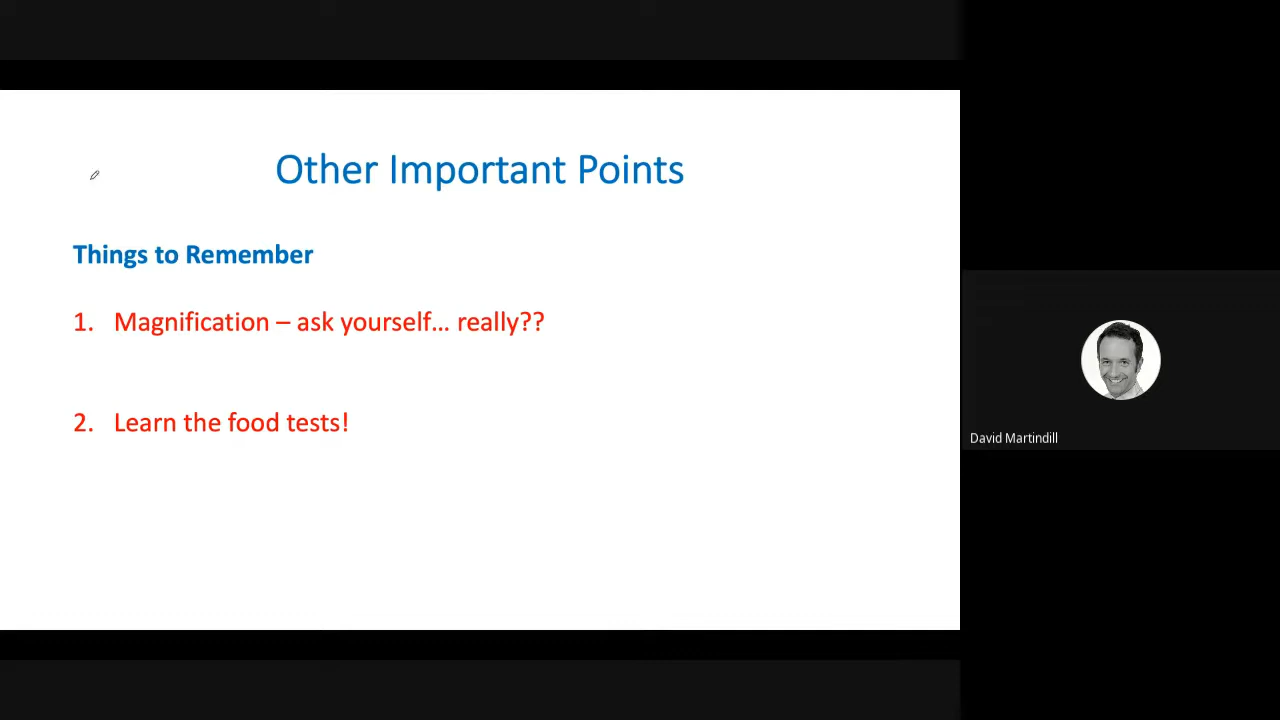 Other Important Points
Things to Remember
1. Magnification – ask yourself... really??
2. Learn the food tests!
David Martindill